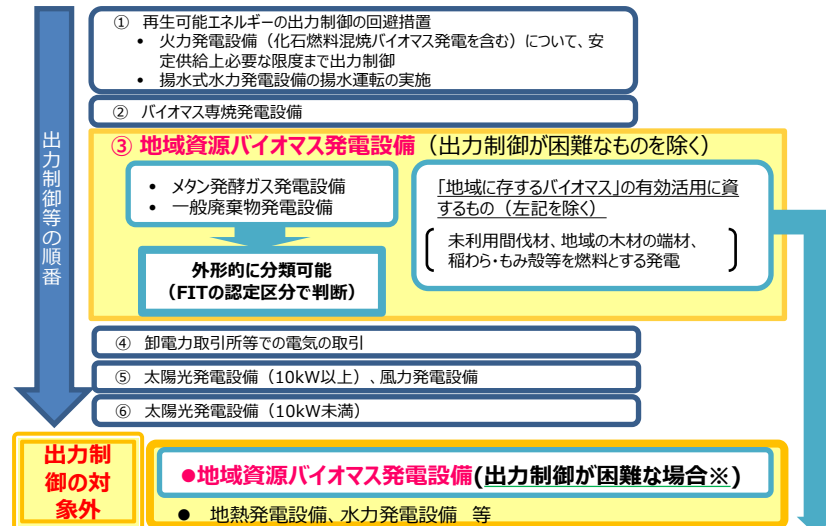 ① 再生可能エネルギーの出力制御の回避措置
• 火力発電設備（化石燃料混焼バイオマス発電を含む）について、安
定供給上必要な限度まで出力制御
• 揚水式水力発電設備の揚水運転の実施
② バイオマス専焼発電設備
出力制御等の順番
③ 地域資源バイオマス発電設備（出力制御が困難なものを除く）
• メタン発酵ガス発電設備
• 一般廃棄物発電設備
外形的に分類可能
（FITの認定区分で判断）
「地域に存するバイオマス」の有効活用に資
するもの（左記を除く）
未利用間伐材、地域の木材の端材、
稲わら・もみ殻等を燃料とする発電
④ 卸電力取引所等での電気の取引
⑤ 太陽光発電設備（10kW以上）、風力発電設備
⑥ 太陽光発電設備（10kW未満）
出力制
御の対
象外
●地域資源バイオマス発電設備(出力制御が困難な場合※)
● 地熱発電設備、水力発電設備 等